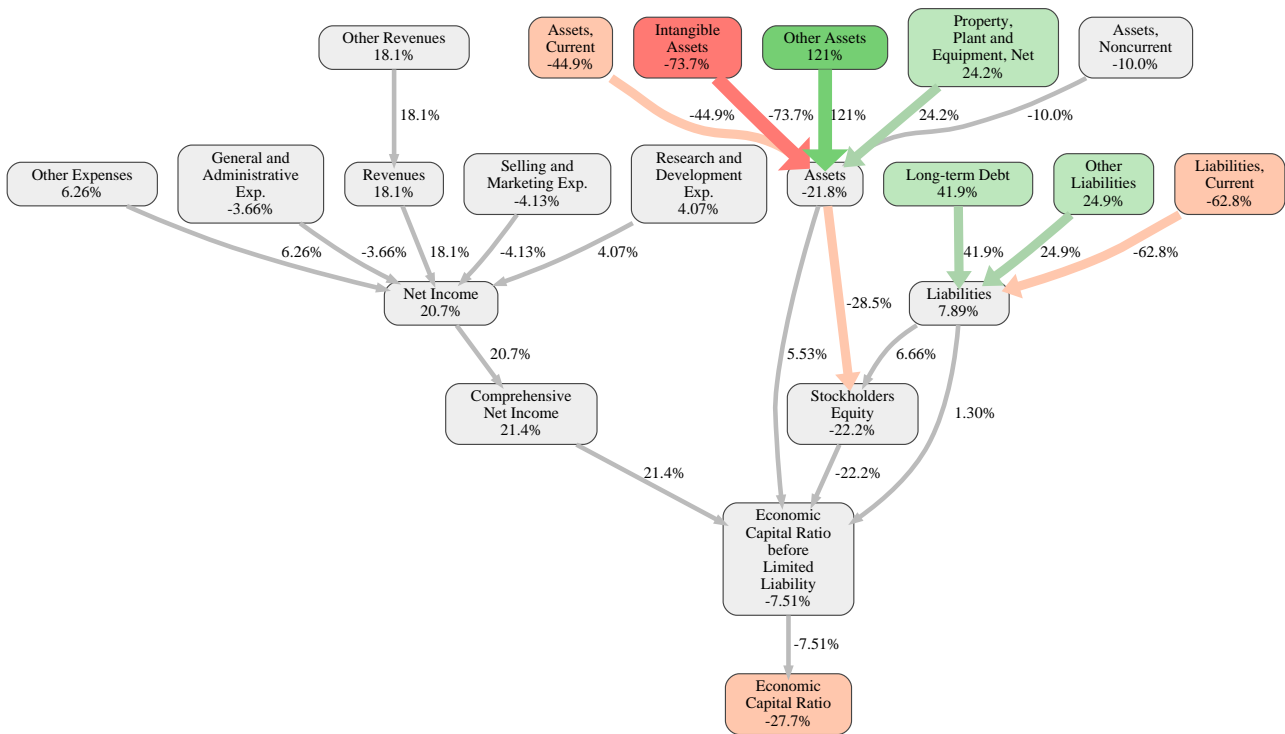 Other Revenues
18.1%
Assets,
Current
-44.9%
Intangible
Assets
-73.7%
Other Assets
121%
Property,
Plant and
Equipment, Net
24.2%
Assets,
Noncurrent
-10.0%
18.1%
-44.9%
-73.7%
121%
24.2%
-10.0%
Other Expenses
6.26%
General and
Administrative
Exp.
-3.66%
Revenues
18.1%
Selling and
Marketing Exp.
-4.13%
Research and
Development
Exp.
4.07%
Assets
-21.8%
Long-term Debt
41.9%
Other
Liabilities
24.9%
Liabilities,
Current
-62.8%
6.26%
-3.66%
18.1%
-4.13%
4.07%
41.9%
24.9%
-62.8%
Net Income
20.7%
-28.5%
Liabilities
7.89%
20.7%
5.53%
6.66%
Comprehensive
Net Income
21.4%
Stockholders
Equity
-22.2%
1.30%
21.4%
-22.2%
Economic
Capital Ratio
before
Limited
Liability
-7.51%
-7.51%
Economic
Capital Ratio
-27.7%